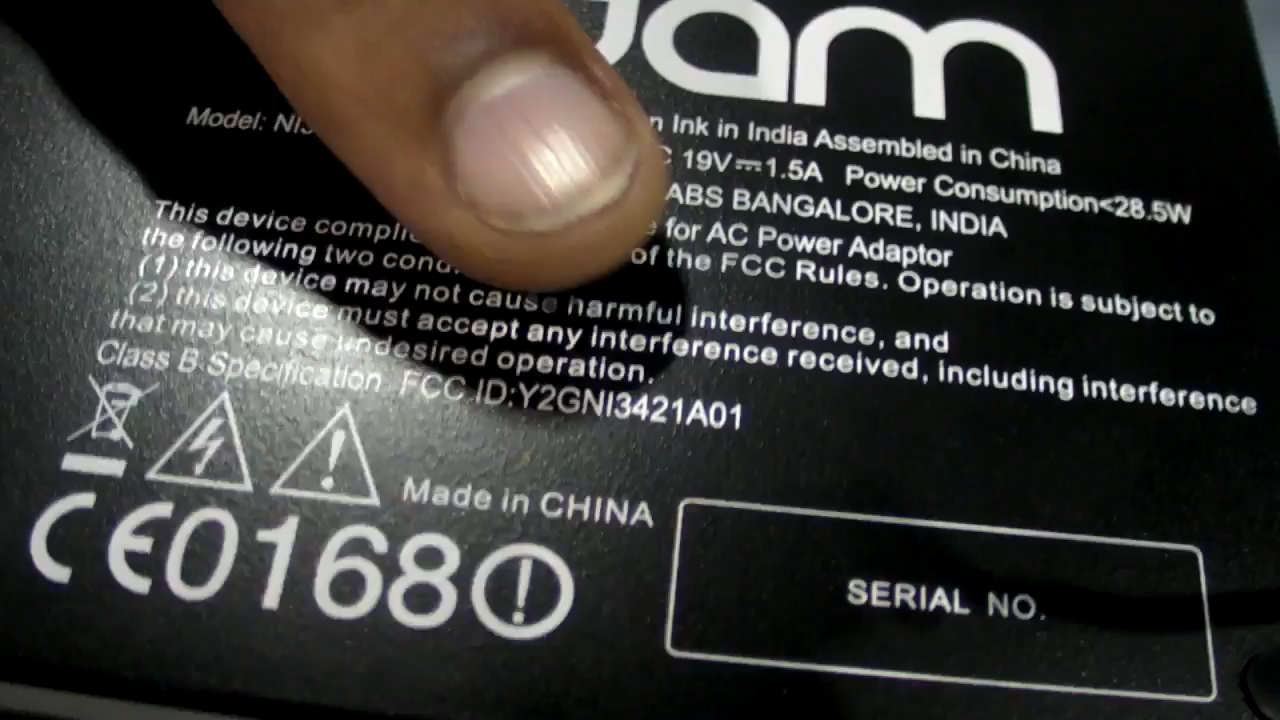 Jam
Model: NI
n Ink in India Assembled in China
19V⎓1.5A Power Consumption<28.5W
ABS BANGALORE, INDIA
for AC Power Adaptor
This device compli of the FCC Rules. Operation is subject to
the following two cond
(1) this device may not cause harmful interference, and
(2) this device must accept any interference received, including interference
that may cause undesired operation.
Class B Specification FCC ID:Y2GNI3421A01
Made in CHINA
CE0168
SERIAL NO.